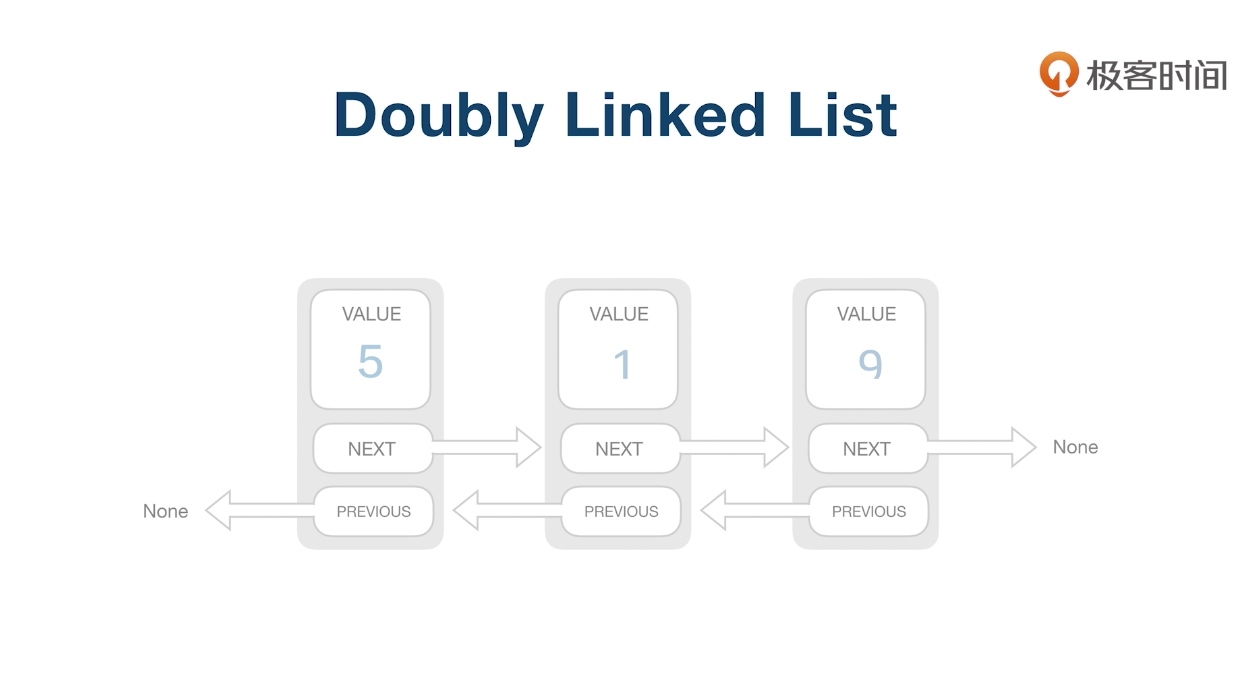 极客时间
Doubly Linked List
VALUE VALUE VALUE
5 1 9
NEXT NEXT NEXT None
None PREVIOUS PREVIOUS PREVIOUS